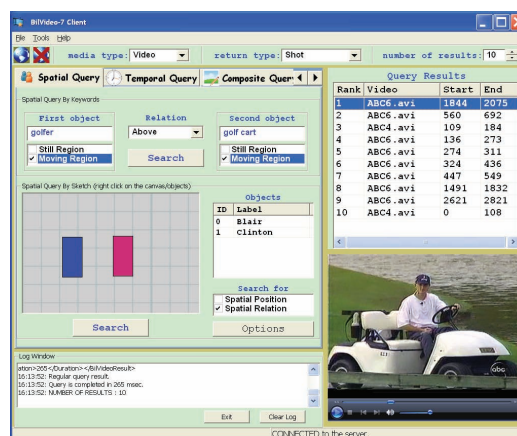 BilVideo-7 Client
File Tools Help
media type: Video return type: Shot number of results: 10
Spatial Query Temporal Query Composite Quer
Spatial Query By Keywords
First object Relation Second object
golfer Above golf cart
Still Region Still Region
Moving Region Search Moving Region
Spatial Query By Sketch (right click on the canvas/objects)
Objects
ID Label
0 Blair
1 Clinton
Search for
Spatial Position
Spatial Relation
Search Options
Log Window
ation>265</Duration></BilVideoResult>
16:13:52: Regular query result.
16:13:52: Query is completed in 265 msec.
16:13:52: NUMBER OF RESULTS : 10
Exit Clear Log
Query Results
Rank Video Start End
1 ABC6.avi 1844 2075
2 ABC6.avi 560 692
3 ABC4.avi 109 184
4 ABC6.avi 136 273
5 ABC6.avi 274 311
6 ABC6.avi 324 436
7 ABC6.avi 447 549
8 ABC6.avi 1491 1832
9 ABC6.avi 2621 2821
10 ABC4.avi 0 108
abc
CONNECTED to the server